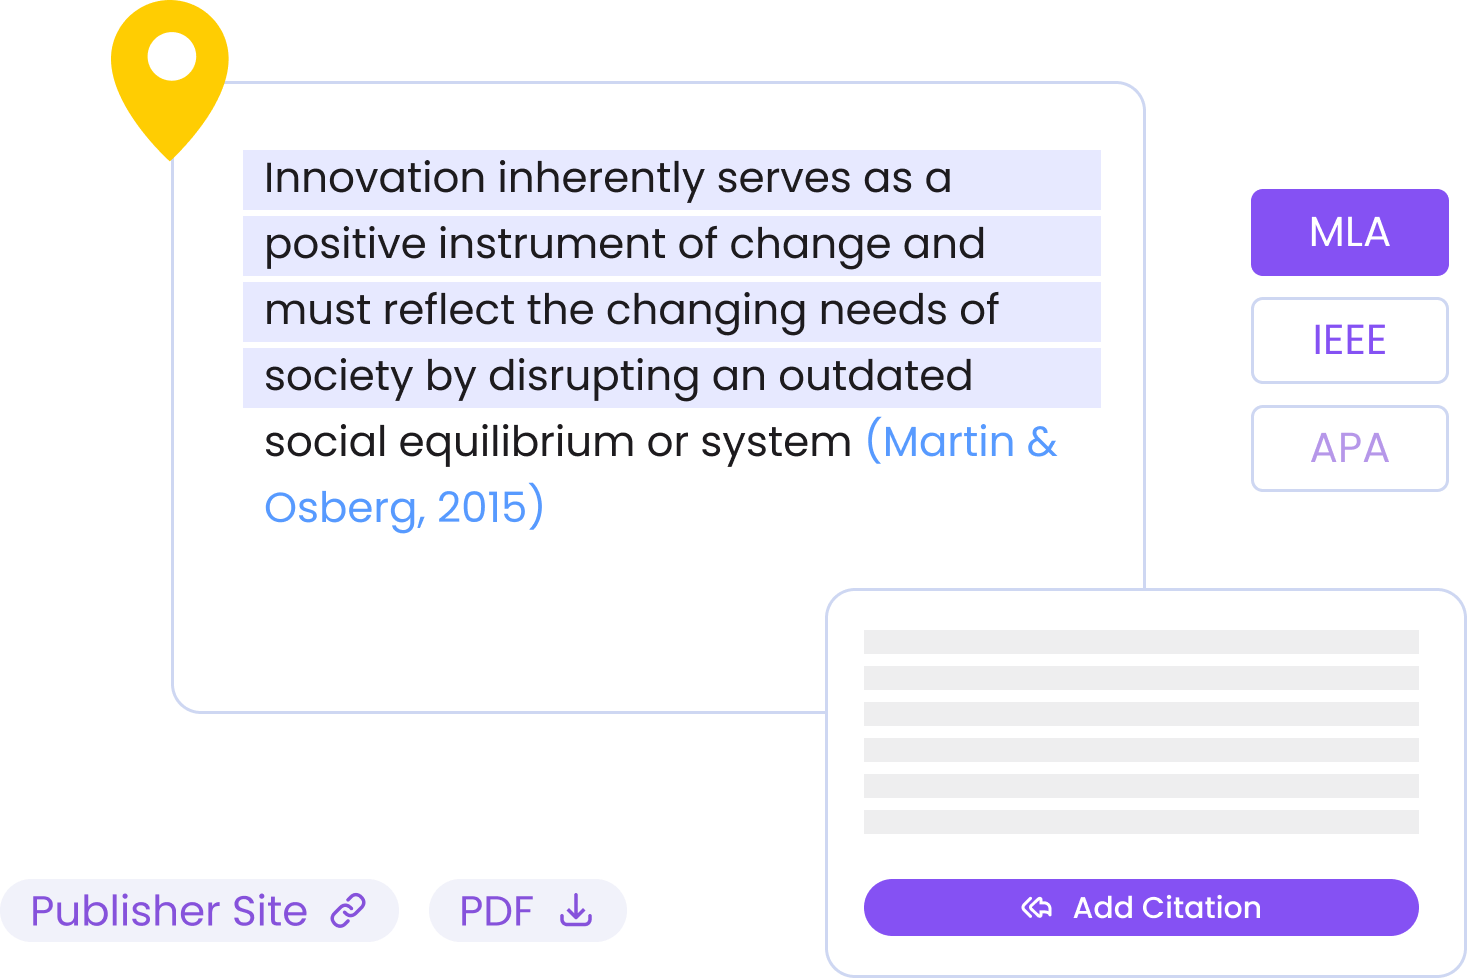 Innovation inherently serves as a
positive instrument of change and
must reflect the changing needs of
society by disrupting an outdated
social equilibrium or system (Martin &
Osberg, 2015)
MLA
IEEE
APA
Add Citation
Publisher Site
PDF